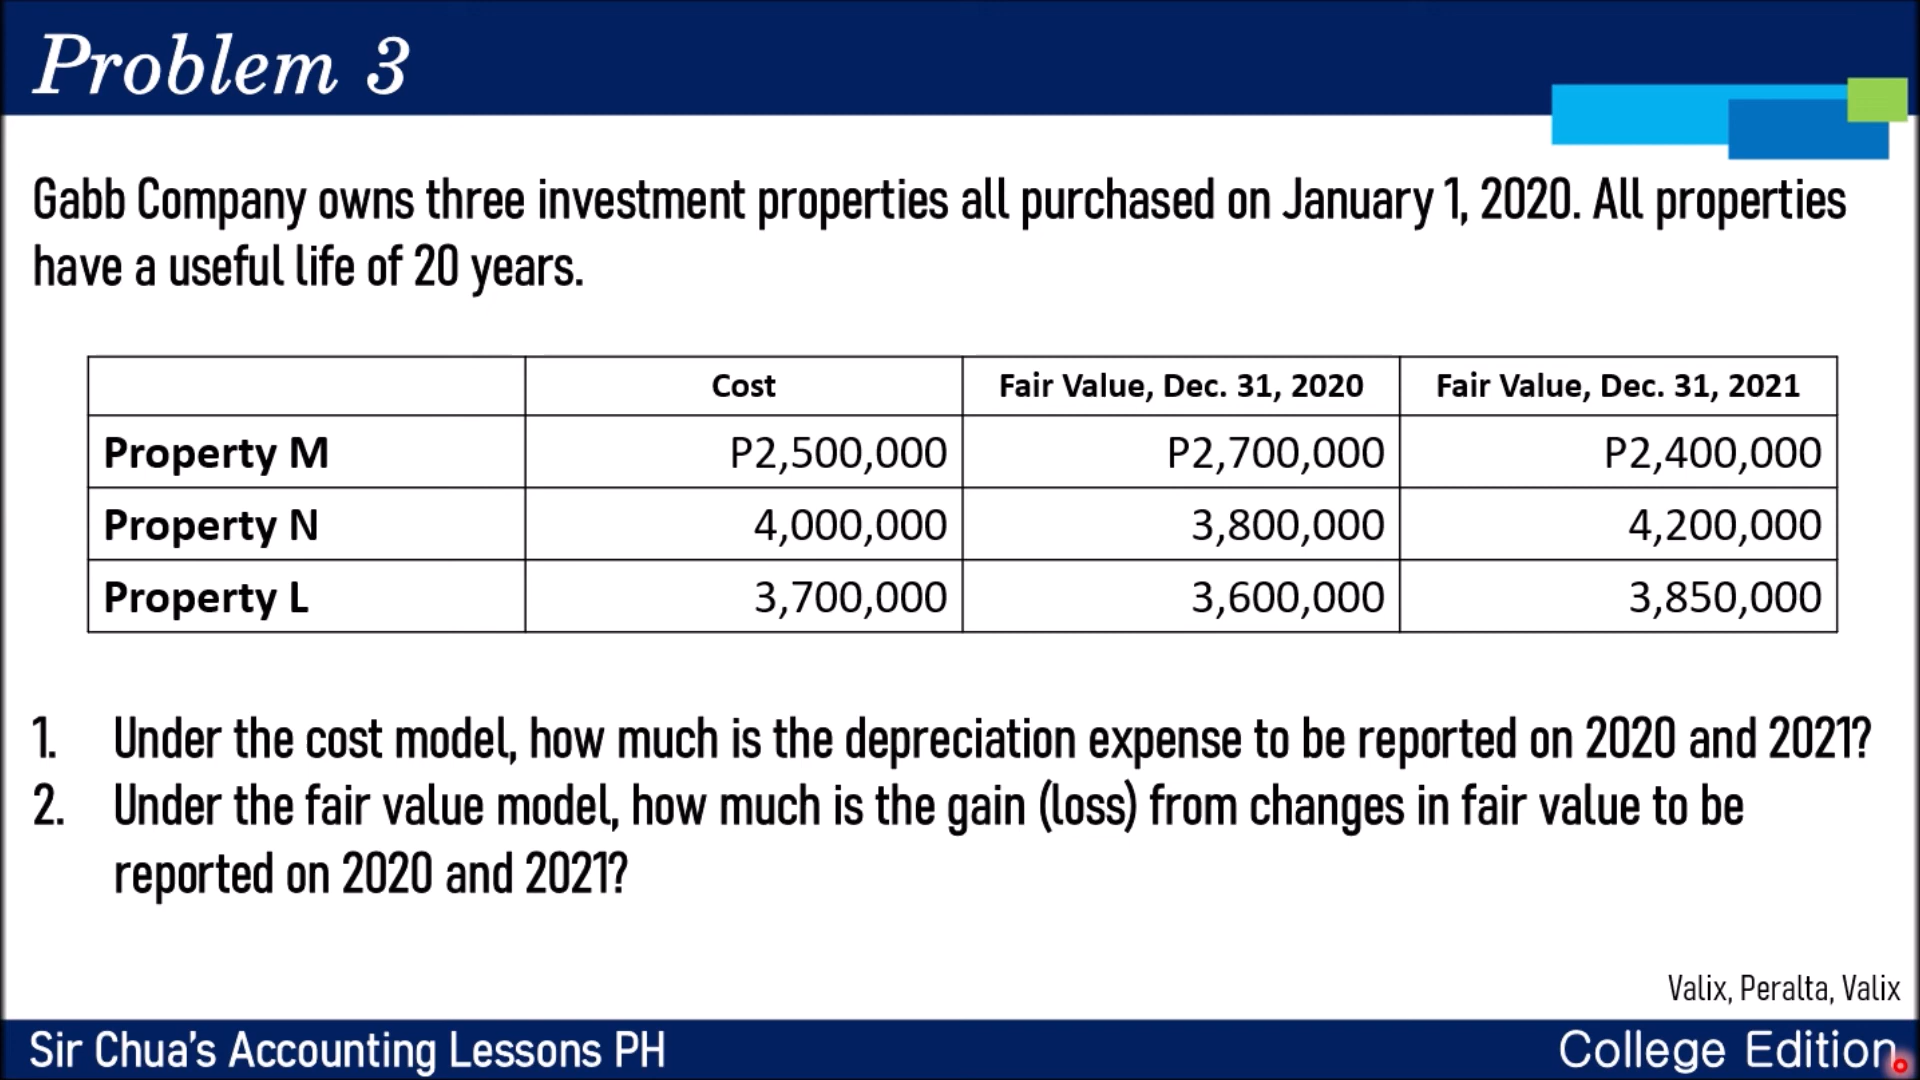 Problem 3
Gabb Company owns three investment properties all purchased on January 1, 2020. All properties
have a useful life of 20 years.
Cost Fair Value, Dec. 31, 2020 Fair Value, Dec. 31, 2021
Property M P2,500,000 P2,700,000 P2,400,000
Property N 4,000,000 3,800,000 4,200,000
Property L 3,700,000 3,600,000 3,850,000
1. Under the cost model, how much is the depreciation expense to be reported on 2020 and 2021?
2. Under the fair value model, how much is the gain (loss) from changes in fair value to be
reported on 2020 and 2021?
Valix, Peralta, Valix
Sir Chua's Accounting Lessons PH College Edition